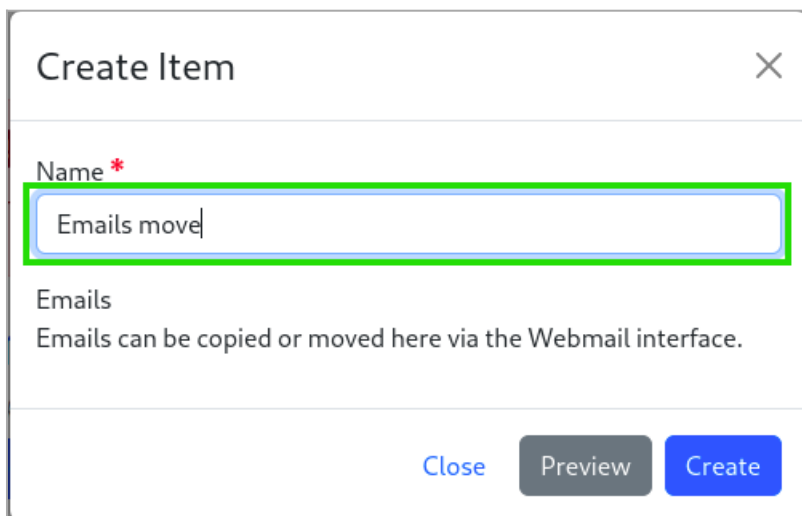 Create Item
Name *
Emails move
Emails
Emails can be copied or moved here via the Webmail interface.
Close Preview Create